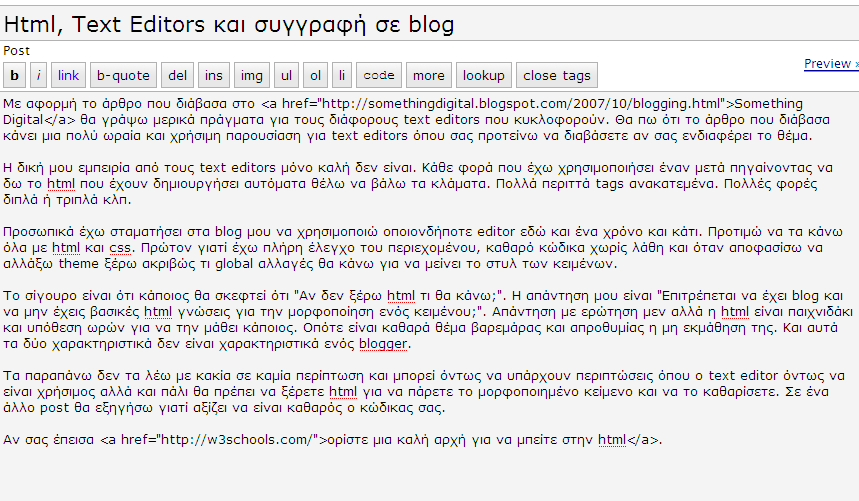 Html, Text Editors και συγγραφή σε blog
Post
b i link b-quote del ins img ul ol li code more lookup close tags
Preview »
Με αφορμή το άρθρο που διάβασα στο <a href="http://somethingdigital.blogspot.com/2007/10/blogging.html">Something
Digital</a> θα γράψω μερικά πράγματα για τους διάφορους text editors που κυκλοφορούν. Θα πω ότι το άρθρο που διάβασα
κάνει μια πολύ ωραία και χρήσιμη παρουσίαση για text editors όπου σας προτείνω να διαβάσετε αν σας ενδιαφέρει το θέμα.
Η δική μου εμπειρία από τους text editors μόνο καλή δεν είναι. Κάθε φορά που έχω χρησιμοποιήσει έναν μετά πηγαίνοντας να
δω το html που έχουν δημιουργήσει αυτόματα θέλω να βάλω τα κλάματα. Πολλά περιττά tags ανακατεμένα. Πολλές φορές
διπλά ή τριπλά κλπ.
Προσωπικά έχω σταματήσει στα blog μου να χρησιμοποιώ οποιονδήποτε editor εδώ και ένα χρόνο και κάτι. Προτιμώ να τα κάνω
όλα με html και css. Πρώτον γιατί έχω πλήρη έλεγχο του περιεχομένου, καθαρό κώδικα χωρίς λάθη και όταν αποφασίσω να
αλλάξω theme ξέρω ακριβώς τι global αλλαγές θα κάνω για να μείνει το στυλ των κειμένων.
Το σίγουρο είναι ότι κάποιος θα σκεφτεί ότι "Αν δεν ξέρω html τι θα κάνω;". Η απάντηση μου είναι "Επιτρέπεται να έχει blog και
να μην έχεις βασικές html γνώσεις για την μορφοποίηση ενός κειμένου;". Απάντηση με ερώτηση μεν αλλά η html είναι παιχνιδάκι
και υπόθεση ωρών για να την μάθει κάποιος. Οπότε είναι καθαρά θέμα βαρεμάρας και απροθυμίας η μη εκμάθηση της. Και αυτά
τα δύο χαρακτηριστικά δεν είναι χαρακτηριστικά ενός blogger.
Τα παραπάνω δεν τα λέω με κακία σε καμία περίπτωση και μπορεί όντως να υπάρχουν περιπτώσεις όπου ο text editor όντως να
είναι χρήσιμος αλλά και πάλι θα πρέπει να ξέρετε html για να πάρετε το μορφοποιημένο κείμενο και να το καθαρίσετε. Σε ένα
άλλο post θα εξηγήσω γιατί αξίζει να είναι καθαρός ο κώδικας σας.
Αν σας έπεισα <a href="http://w3schools.com/">ορίστε μια καλή αρχή για να μπείτε στην html</a>.